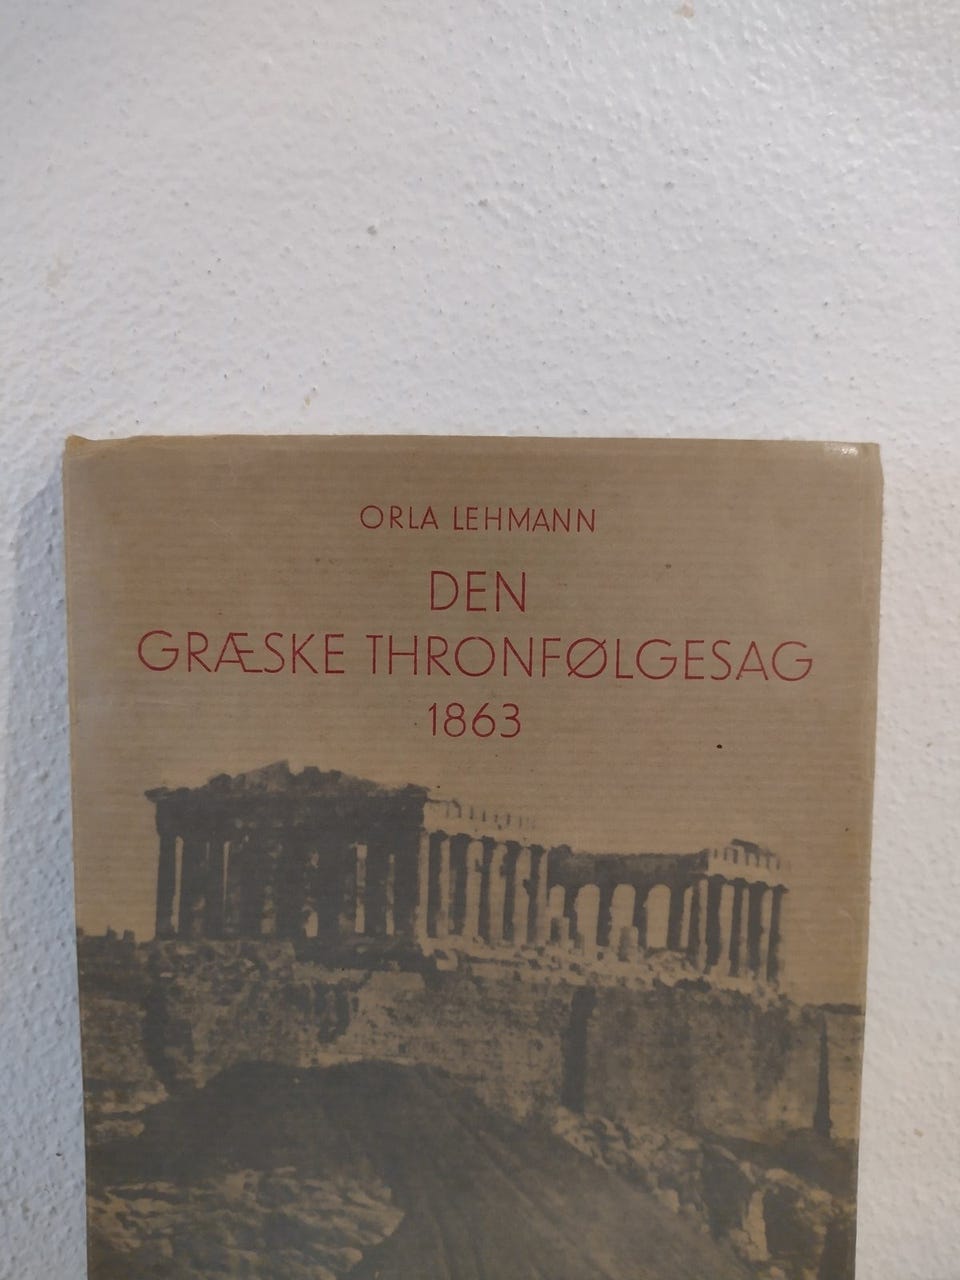 ORLA LEHMANN
DEN
GRÆSKE THRONFØLGESAG
1863